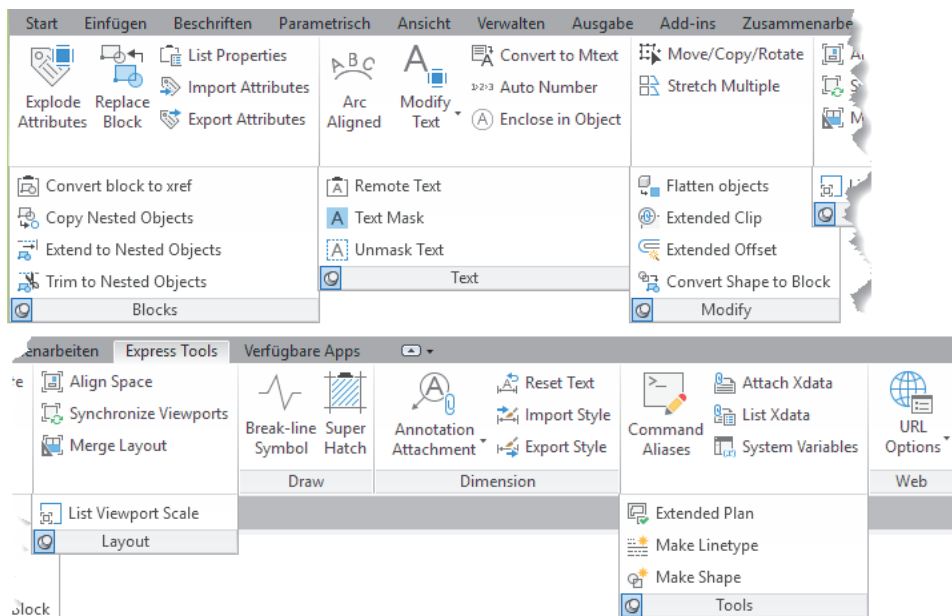 Start Einfügen Beschriften Parametrisch Ansicht Verwalten Ausgabe Add-ins
List Properties
Import Attributes
Export Attributes
Explode Attributes
Replace Block
Convert block to xref
Copy Nested Objects
Extend to Nested Objects
Trim to Nested Objects
Blocks
Arc Aligned
Modify Text
Convert to Mtext
Auto Number
Enclose in Object
Remote Text
Text Mask
Unmask Text
Text
Move/Copy/Rotate
Stretch Multiple
Flatten objects
Extended Clip
Extended Offset
Convert Shape to Block
Modify
Express Tools Verfügbare Apps
Align Space
Synchronize Viewports
Merge Layout
List Viewport Scale
Layout
Break-line Symbol
Super Hatch
Draw
Annotation Attachment
Reset Text
Import Style
Export Style
Dimension
Command Aliases
Attach Xdata
List Xdata
System Variables
Extended Plan
Make Linetype
Make Shape
Tools
URL Options
Web